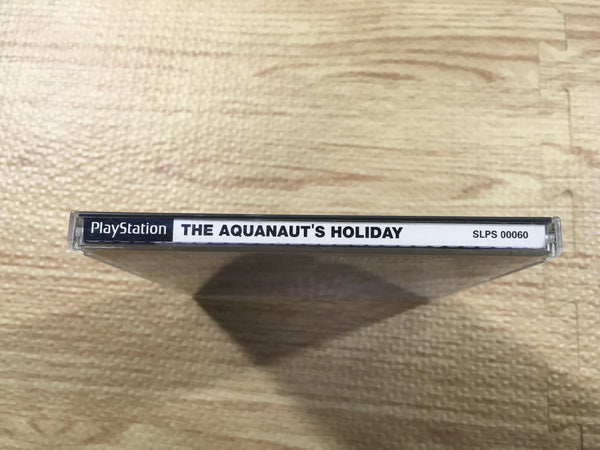 PlayStation THE AQUANAUT'S HOLIDAY SLPS 00060